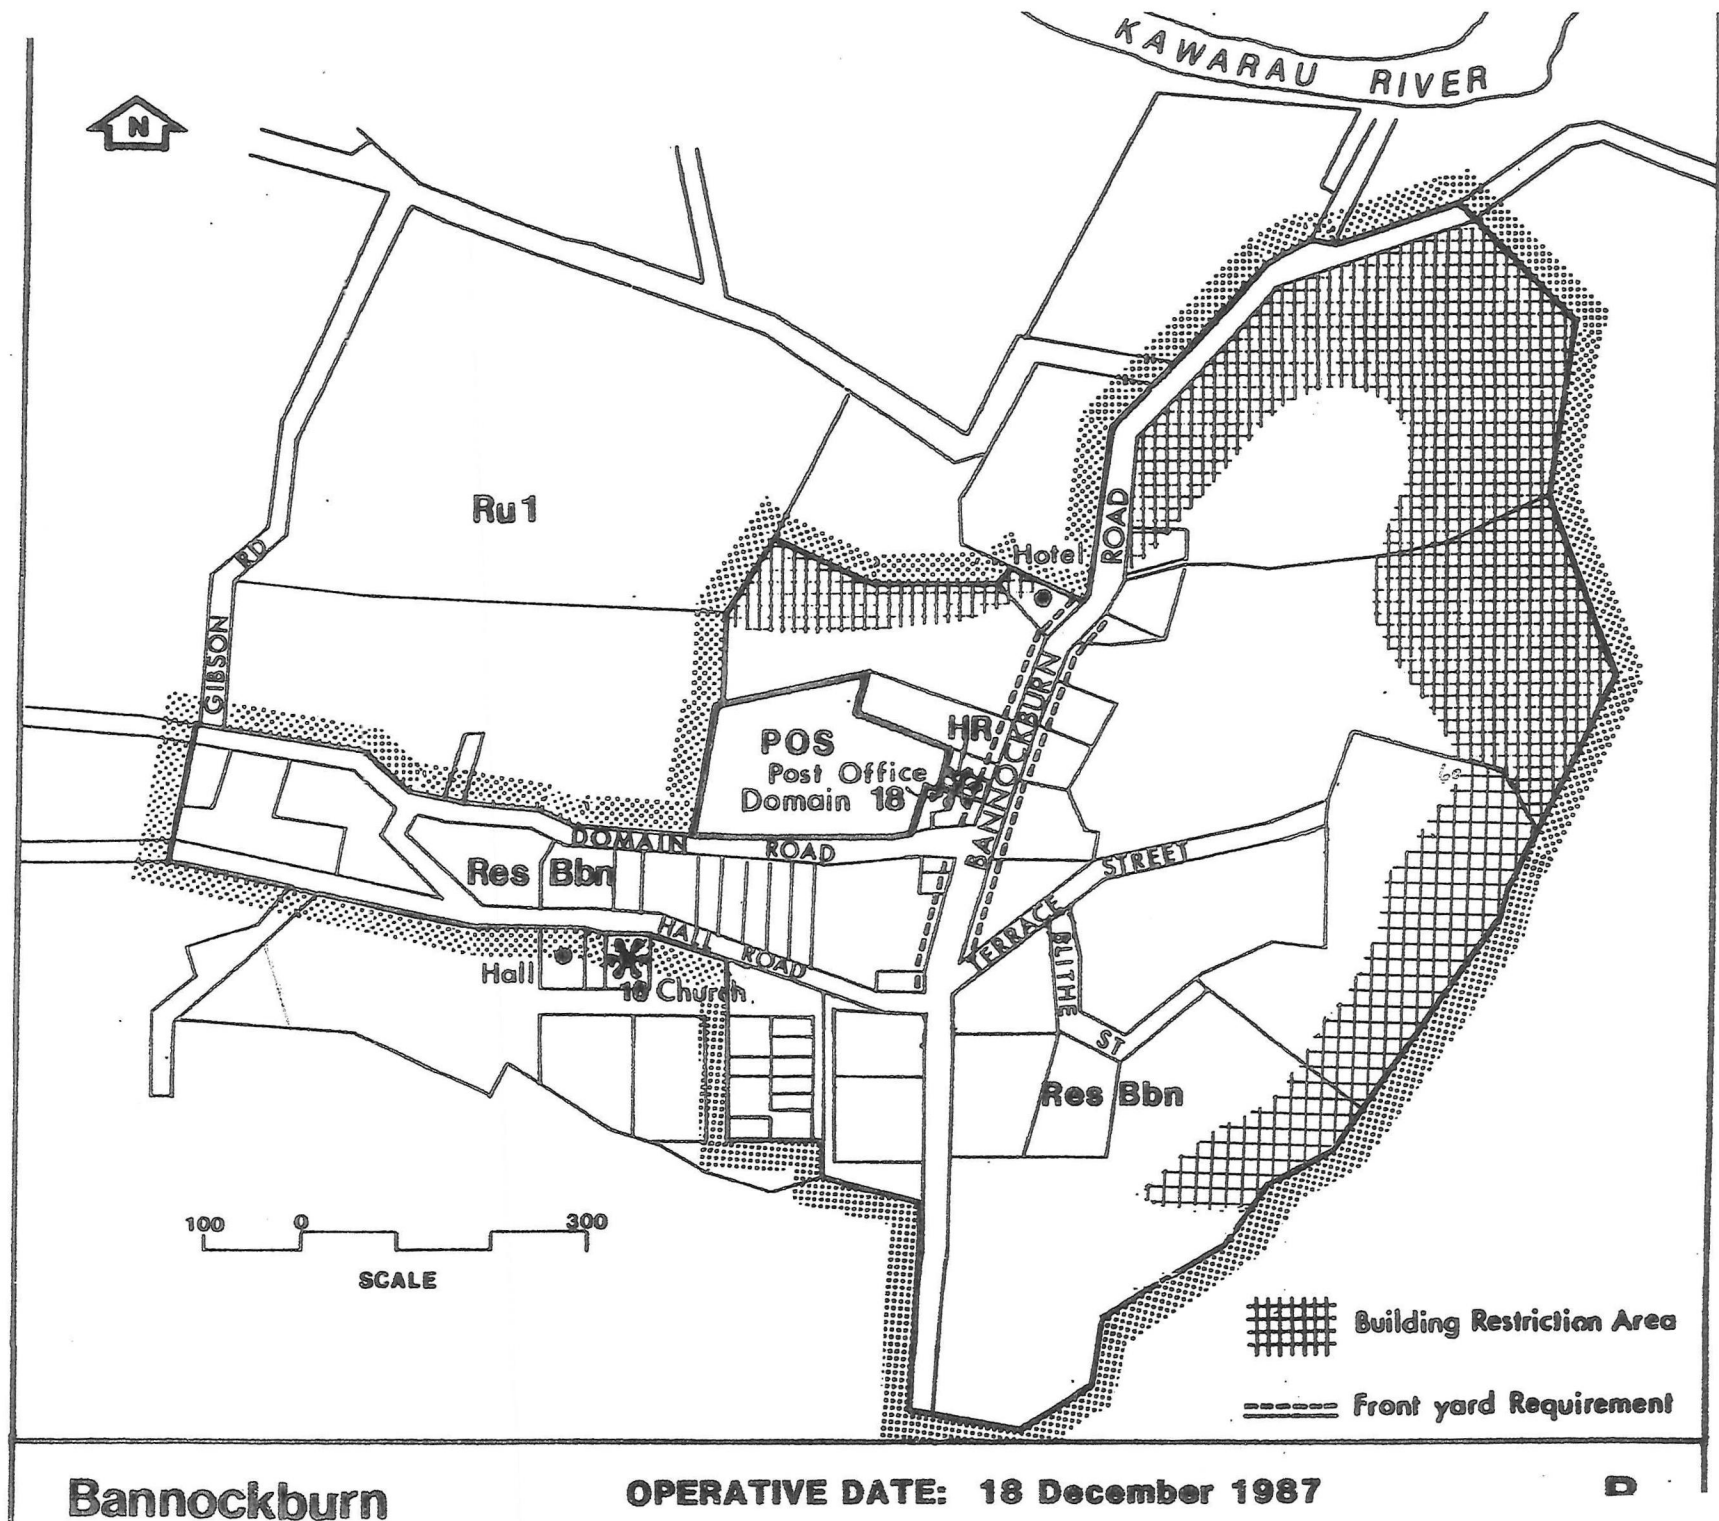 KAWARAU RIVER
N
Ru1
RD
GIBSON
Hotel
ROAD
BANNOCKBURN
HR
POS
Post Office
Domain 18
DOMAIN ROAD
Res Bbn
HALL ROAD
Hall
18 Church
TERRACE STREET
BLITHE
ST
Res Bbn
100 0 300
SCALE
Building Restriction Area
Front yard Requirement
Bannockburn
OPERATIVE DATE: 18 December 1987